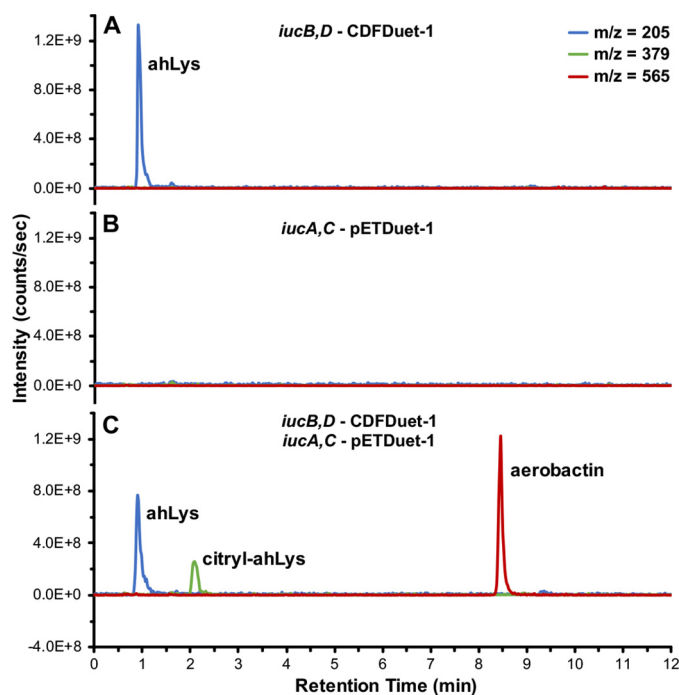 A
iucB,D - CDFDuet-1
m/z = 205
m/z = 379
m/z = 565
ahLys
1.2E+9
8.0E+8
4.0E+8
0.0E+0
B
iucA,C - pETDuet-1
1.2E+9
8.0E+8
4.0E+8
0.0E+0
Intensity (counts/sec)
C
iucB,D - CDFDuet-1
iucA,C - pETDuet-1
1.2E+9
8.0E+8
4.0E+8
0.0E+0
-4.0E+8
ahLys
citryl-ahLys
aerobactin
0 1 2 3 4 5 6 7 8 9 10 11 12
Retention Time (min)